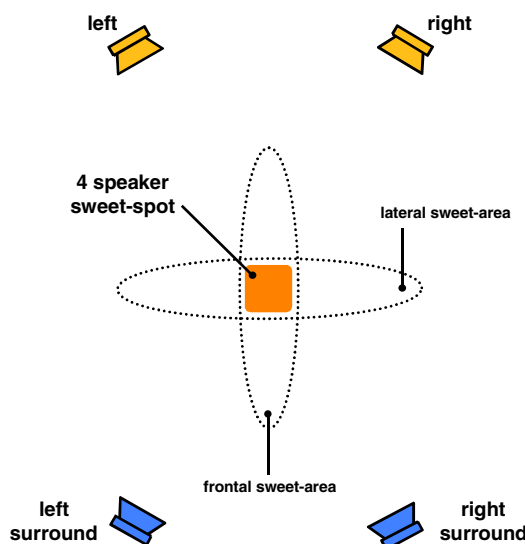 left
right
4 speaker
sweet-spot
lateral sweet-area
frontal sweet-area
left
surround
right
surround